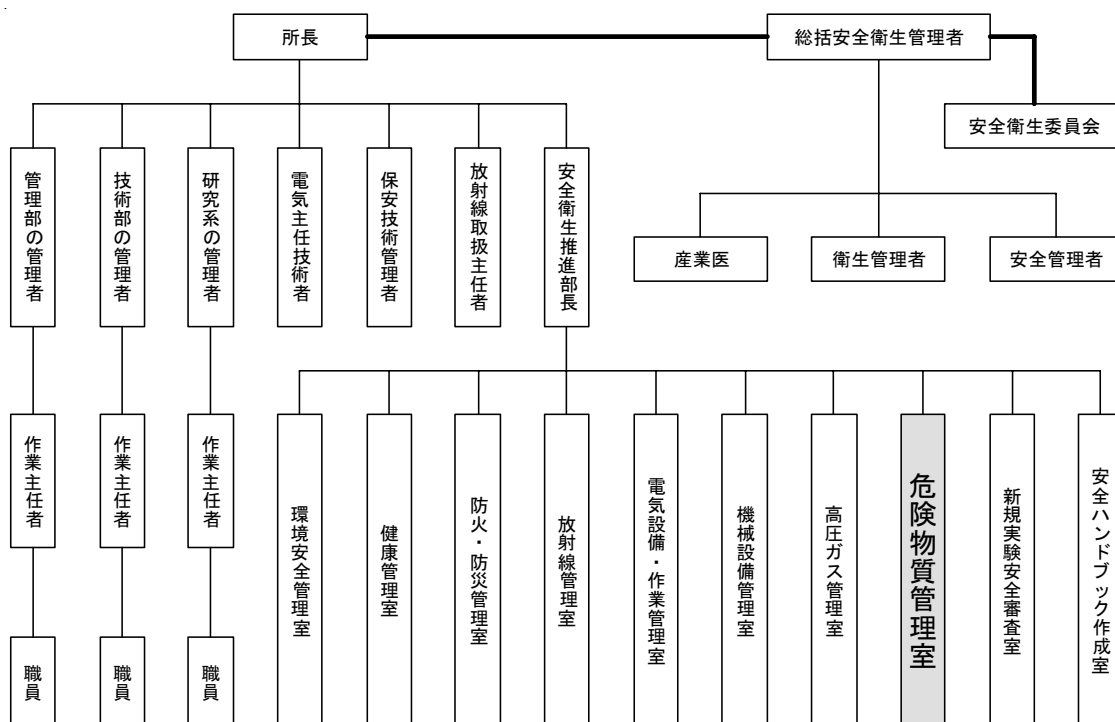 所長
総括安全衛生管理者
安全衛生委員会
管理部の管理者
技術部の管理者
研究系の管理者
電気主任技術者
保安技術管理者
放射線取扱主任者
安全衛生推進部長
産業医
衛生管理者
安全管理者
作業主任者
作業主任者
作業主任者
環境安全管理室
健康管理室
防火・防災管理室
放射線管理室
電気設備・作業管理室
機械設備管理室
高圧ガス管理室
危険物質管理室
新規実験安全審査室
安全ハンドブック作成室
職員
職員
職員